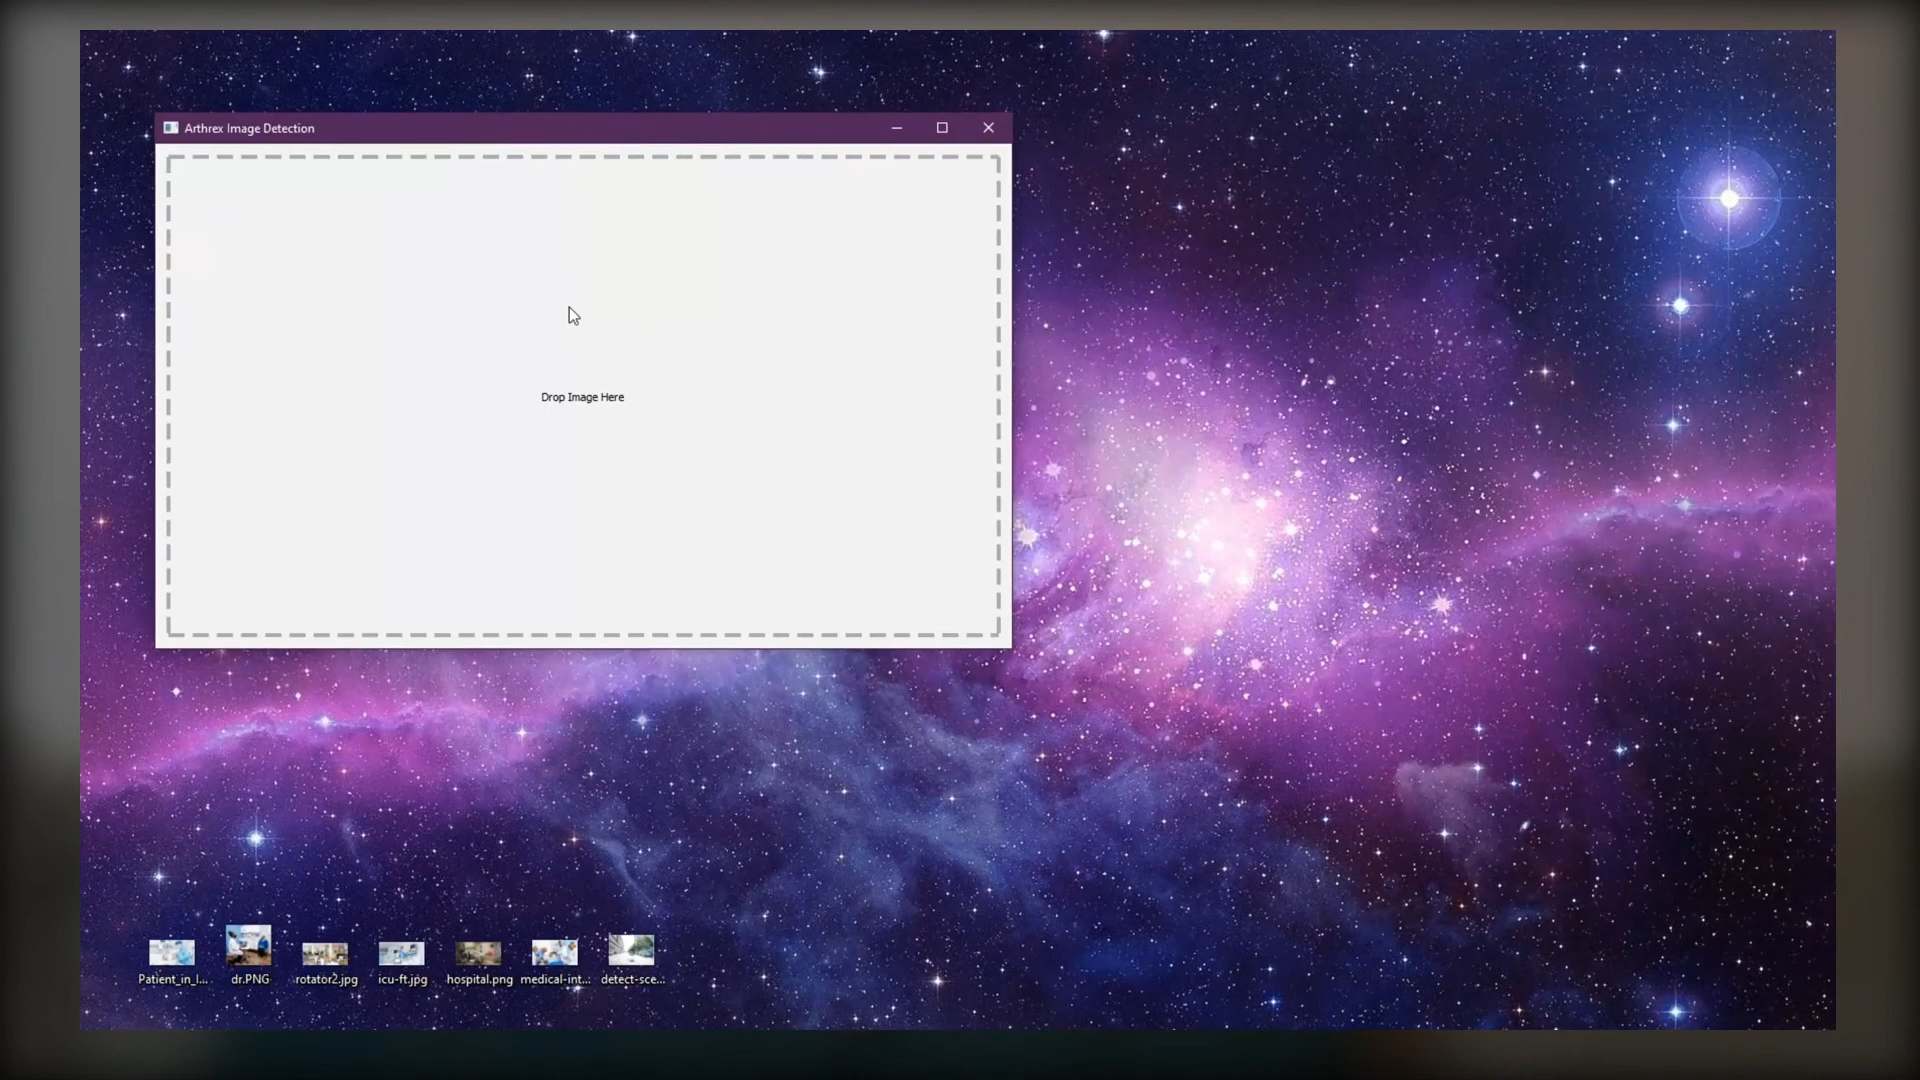 Arthrex Image Detection
Drop Image Here
Patient_in_l...
dr.PNG
rotator2.jpg
icu-ft.jpg
hospital.png
medical-int...
detect-sce...